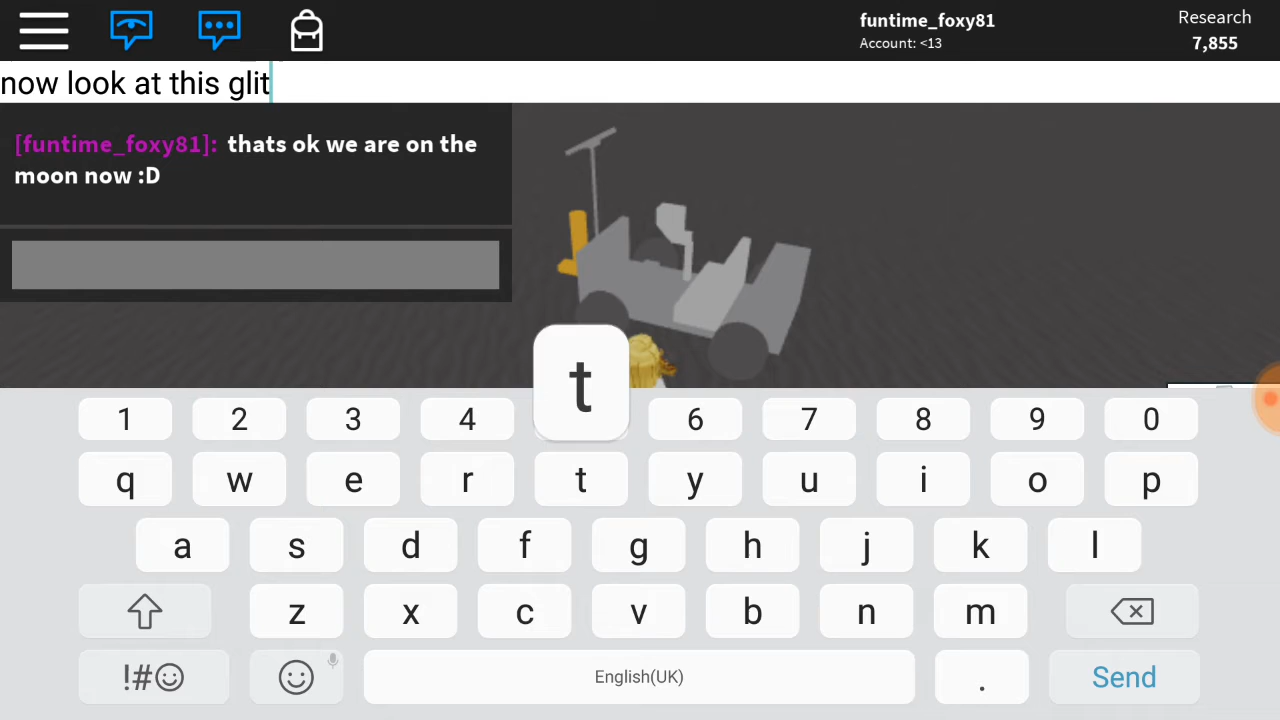 funtime_foxy81
Account: <13
Research
7,855
now look at this glit
[funtime_foxy81]: thats ok we are on the
moon now :D
t
1 2 3 4 6 7 8 9 0
q w e r t y u i o p
a s d f g h j k l
z x c v b n m
!#☺ English(UK) . Send